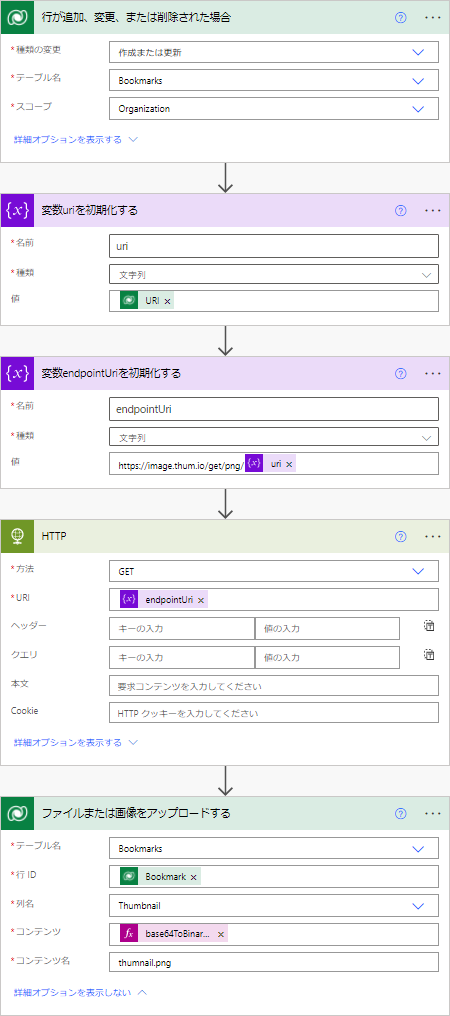 行が追加、変更、または削除された場合
* 種類の変更 作成または更新
* テーブル名 Bookmarks
* スコープ Organization
詳細オプションを表示する
{x} 変数uriを初期化する
* 名前 uri
* 種類 文字列
値 URI ×
{x} 変数endpointUriを初期化する
* 名前 endpointUri
* 種類 文字列
値 https://image.thum.io/get/png/ {x} uri ×
HTTP
* 方法 GET
* URI {x} endpointUri ×
ヘッダー キーの入力 値の入力
クエリ キーの入力 値の入力
本文 要求コンテンツを入力してください
Cookie HTTP クッキーを入力してください
詳細オプションを表示する
ファイルまたは画像をアップロードする
* テーブル名 Bookmarks
* 行 ID Bookmark ×
* 列名 Thumbnail
* コンテンツ fx base64ToBinar... ×
* コンテンツ名 thumnail.png
詳細オプションを表示しない